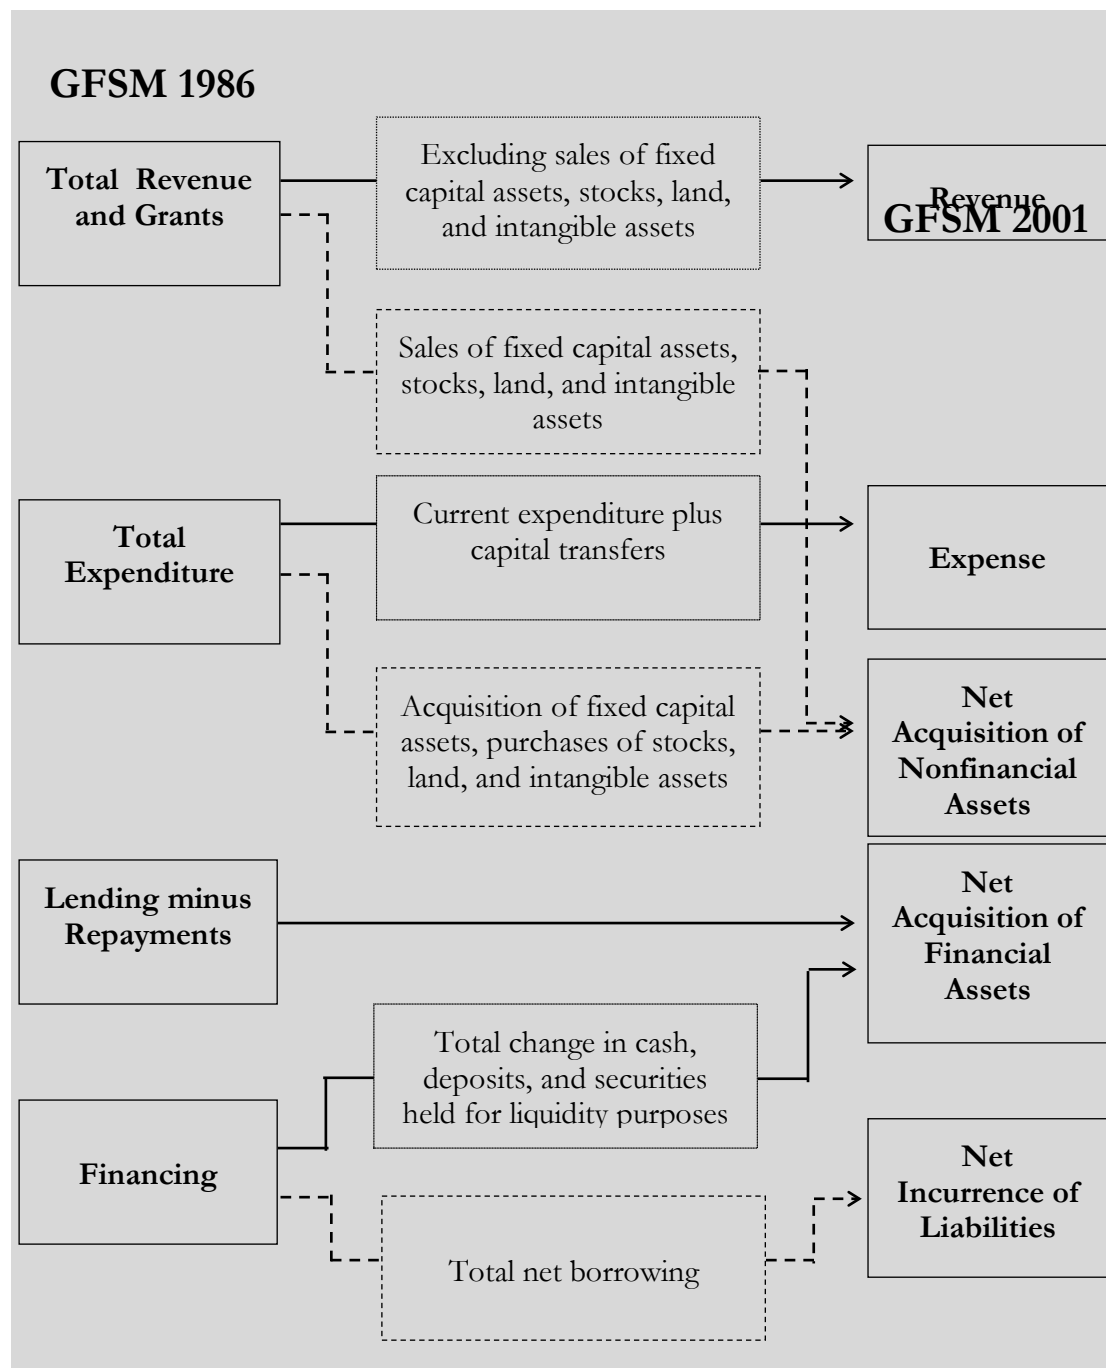 GFSM 1986
Total Revenue
and Grants
Excluding sales of fixed
capital assets, stocks, land,
and intangible assets
Revenue
GFSM 2001
Sales of fixed capital assets,
stocks, land, and intangible
assets
Total
Expenditure
Current expenditure plus
capital transfers
Expense
Acquisition of fixed capital
assets, purchases of stocks,
land, and intangible assets
Net
Acquisition of
Nonfinancial
Assets
Lending minus
Repayments
Net
Acquisition of
Financial
Assets
Total change in cash,
deposits, and securities
held for liquidity purposes
Financing
Net
Incurrence of
Liabilities
Total net borrowing